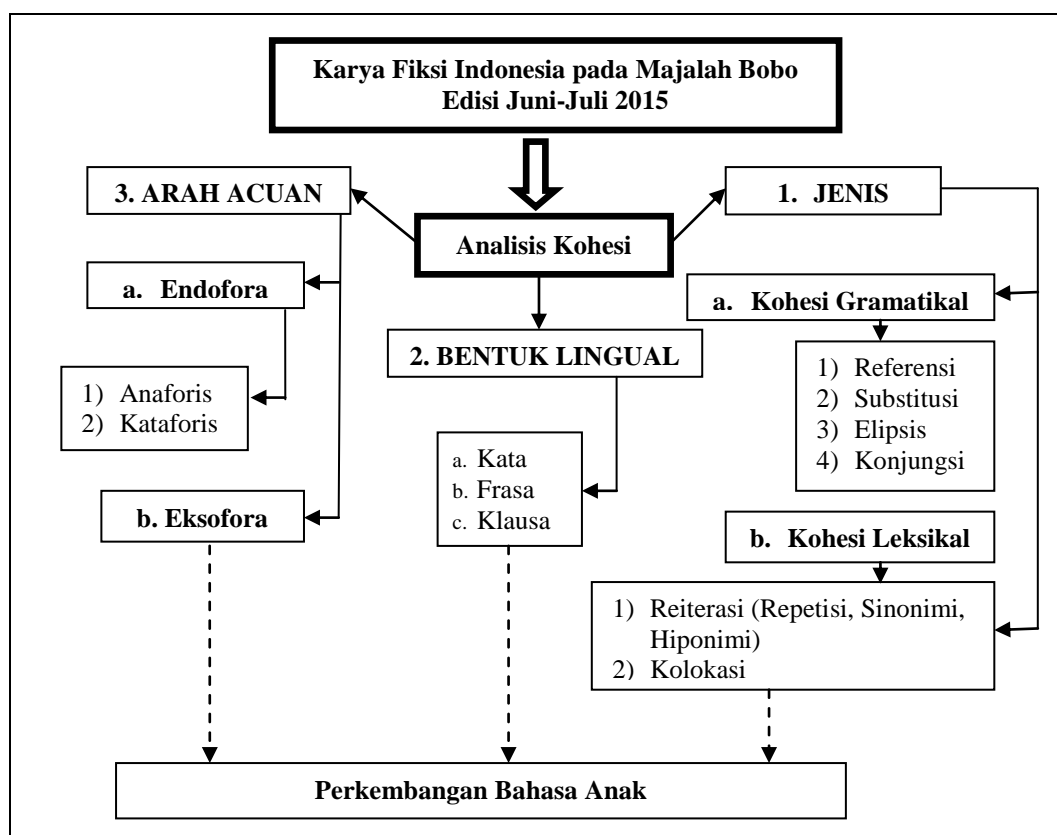 Karya Fiksi Indonesia pada Majalah Bobo
Edisi Juni-Juli 2015
3. ARAH ACUAN
1. JENIS
Analisis Kohesi
a. Endofora
a. Kohesi Gramatikal
2. BENTUK LINGUAL
1) Anaforis
2) Kataforis
1) Referensi
2) Substitusi
3) Elipsis
4) Konjungsi
a. Kata
b. Frasa
c. Klausa
b. Eksofora
b. Kohesi Leksikal
1) Reiterasi (Repetisi, Sinonimi,
Hiponimi)
2) Kolokasi
Perkembangan Bahasa Anak